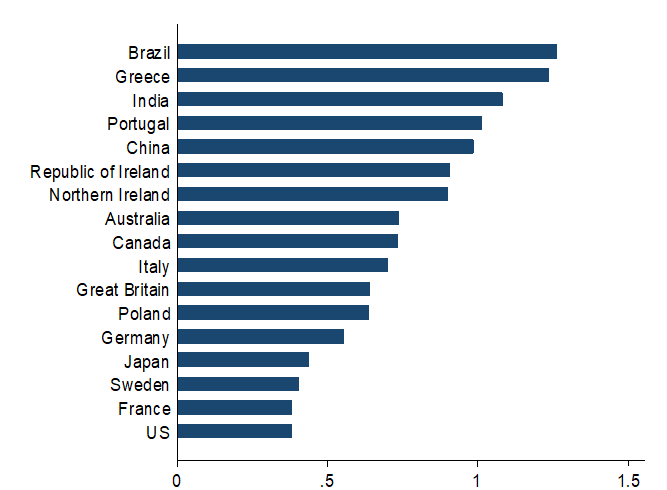 Brazil
Greece
India
Portugal
China
Republic of Ireland
Northern Ireland
Australia
Canada
Italy
Great Britain
Poland
Germany
Japan
Sweden
France
US
0 .5 1 1.5